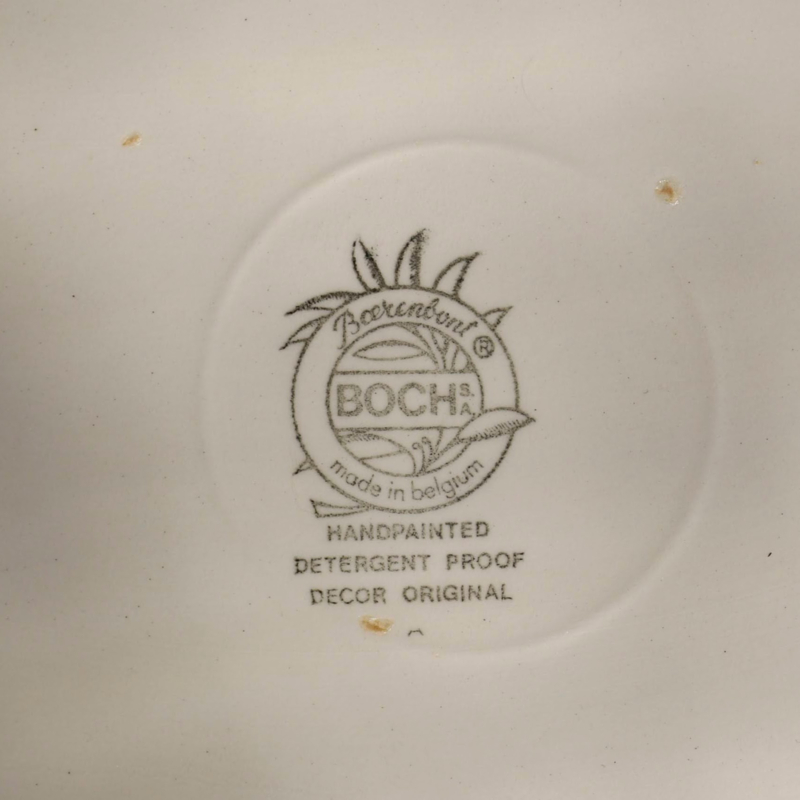 Boerenbont ®
BOCH S.A.
made in belgium
HANDPAINTED
DETERGENT PROOF
DECOR ORIGINAL